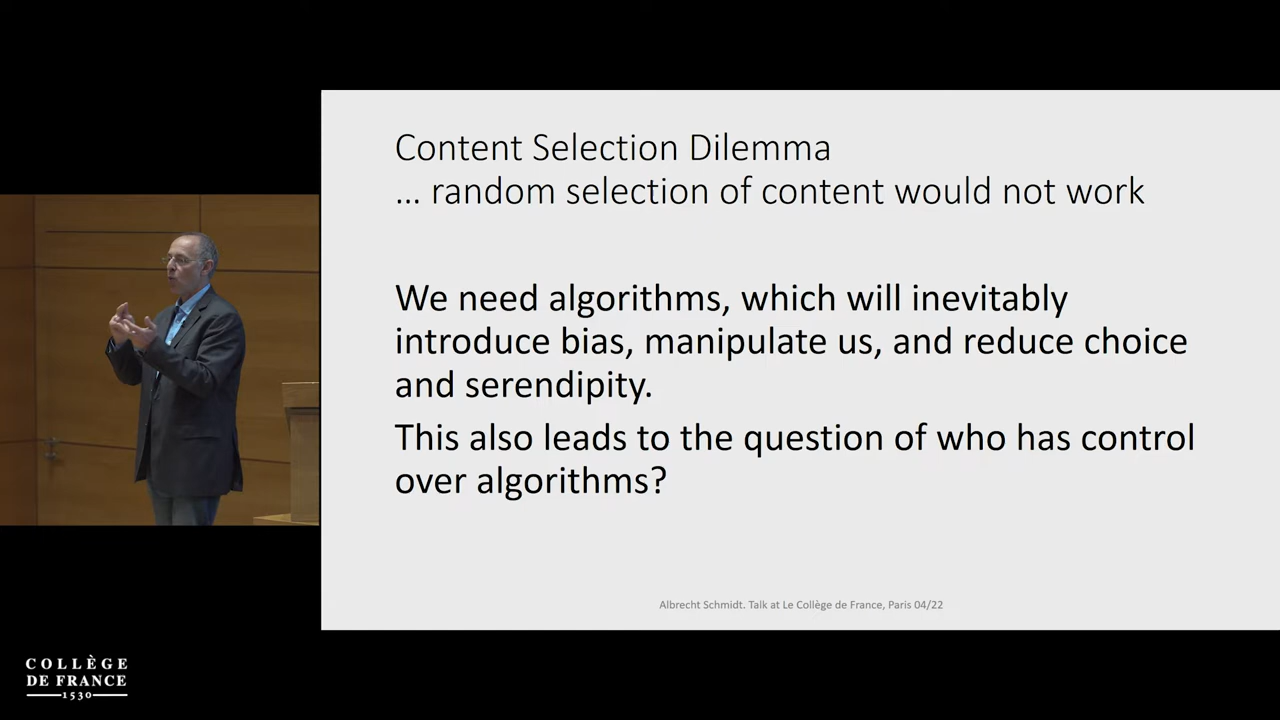 Content Selection Dilemma
... random selection of content would not work
We need algorithms, which will inevitably
introduce bias, manipulate us, and reduce choice
and serendipity.
This also leads to the question of who has control
over algorithms?
Albrecht Schmidt. Talk at Le Collège de France, Paris 04/22
COLLÈGE
DE FRANCE
1530